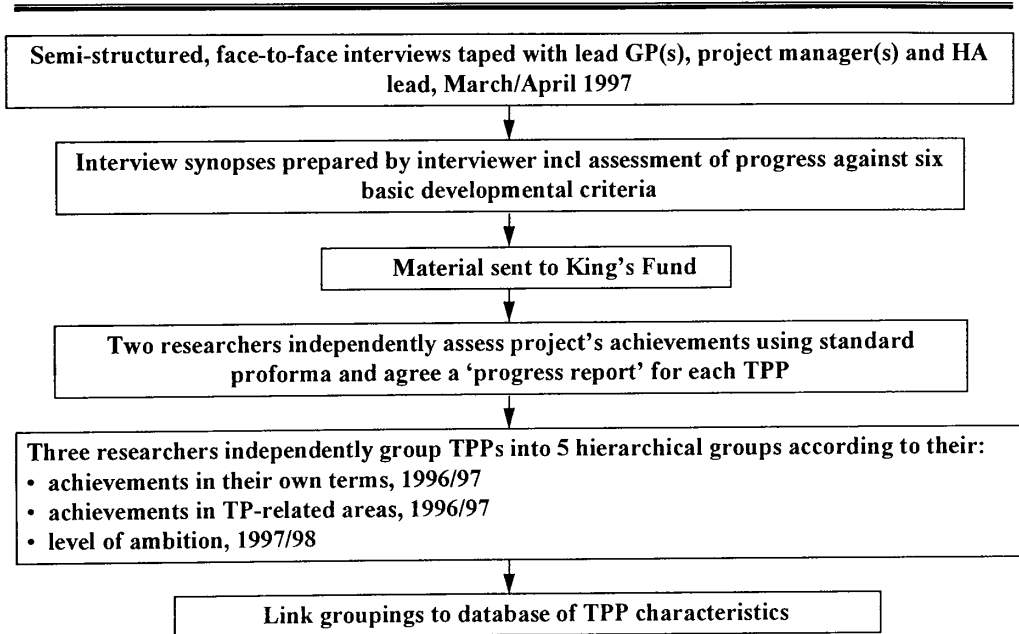 Semi-structured, face-to-face interviews taped with lead GP(s), project manager(s) and HA
lead, March/April 1997
Interview synopses prepared by interviewer incl assessment of progress against six
basic developmental criteria
Material sent to King's Fund
Two researchers independently assess project's achievements using standard
proforma and agree a ‘progress report’ for each TPP
Three researchers independently group TPPs into 5 hierarchical groups according to their:
• achievements in their own terms, 1996/97
• achievements in TP-related areas, 1996/97
• level of ambition, 1997/98
Link groupings to database of TPP characteristics